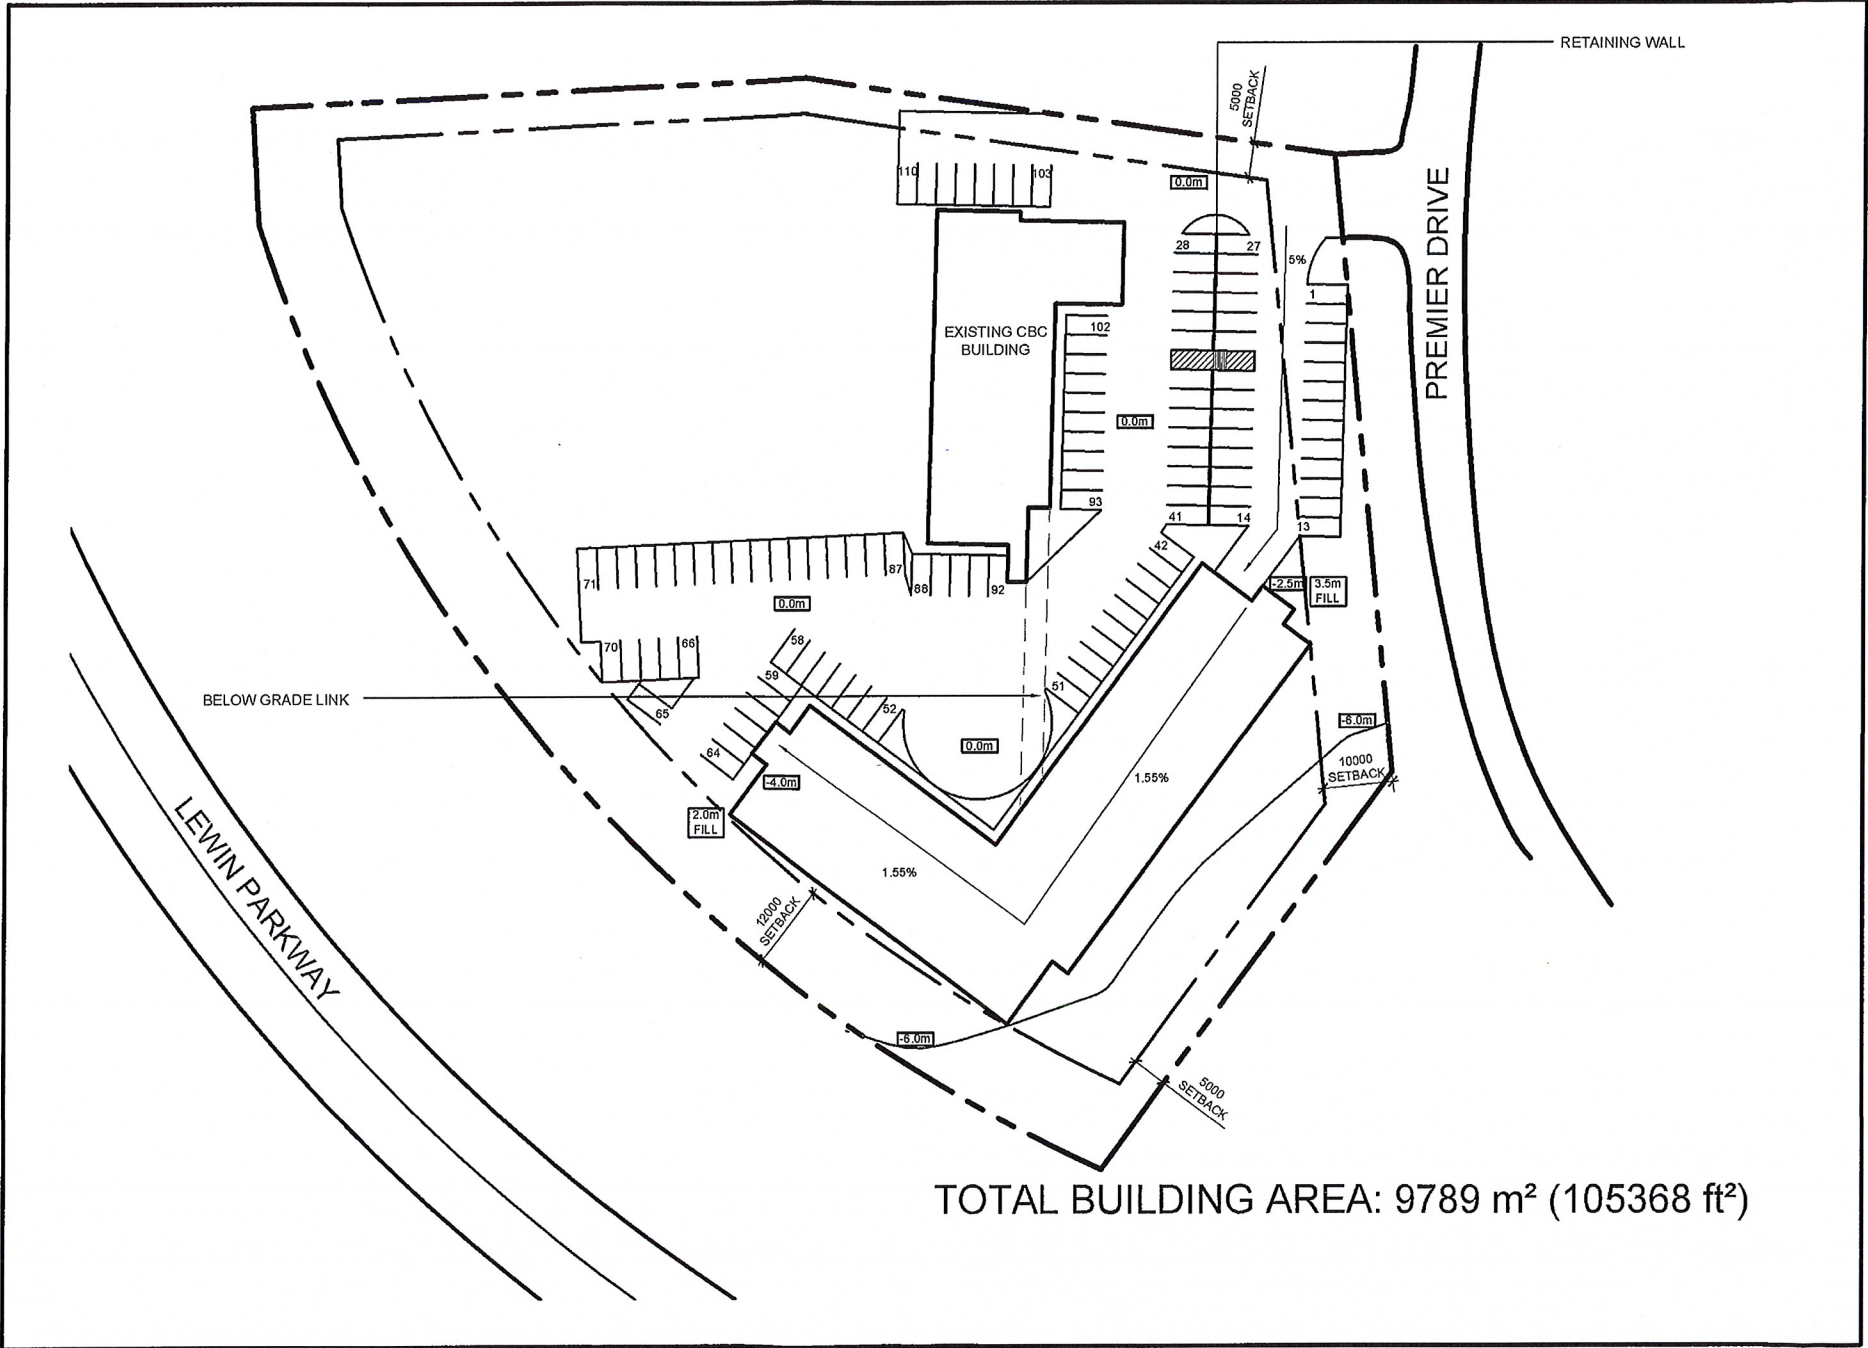 RETAINING WALL
5000
SETBACK
PREMIER DRIVE
110
103
0.0m
28
27
5%
1
EXISTING CBC
BUILDING
102
0.0m
93
41
14
13
42
71
87
88
92
0.0m
-2.5m
3.5m
FILL
70
66
58
59
51
BELOW GRADE LINK
65
52
64
0.0m
-6.0m
10000
SETBACK
-4.0m
1.55%
2.0m
FILL
1.55%
LEWIN PARKWAY
12000
SETBACK
-6.0m
5000
SETBACK
TOTAL BUILDING AREA: 9789 m² (105368 ft²)